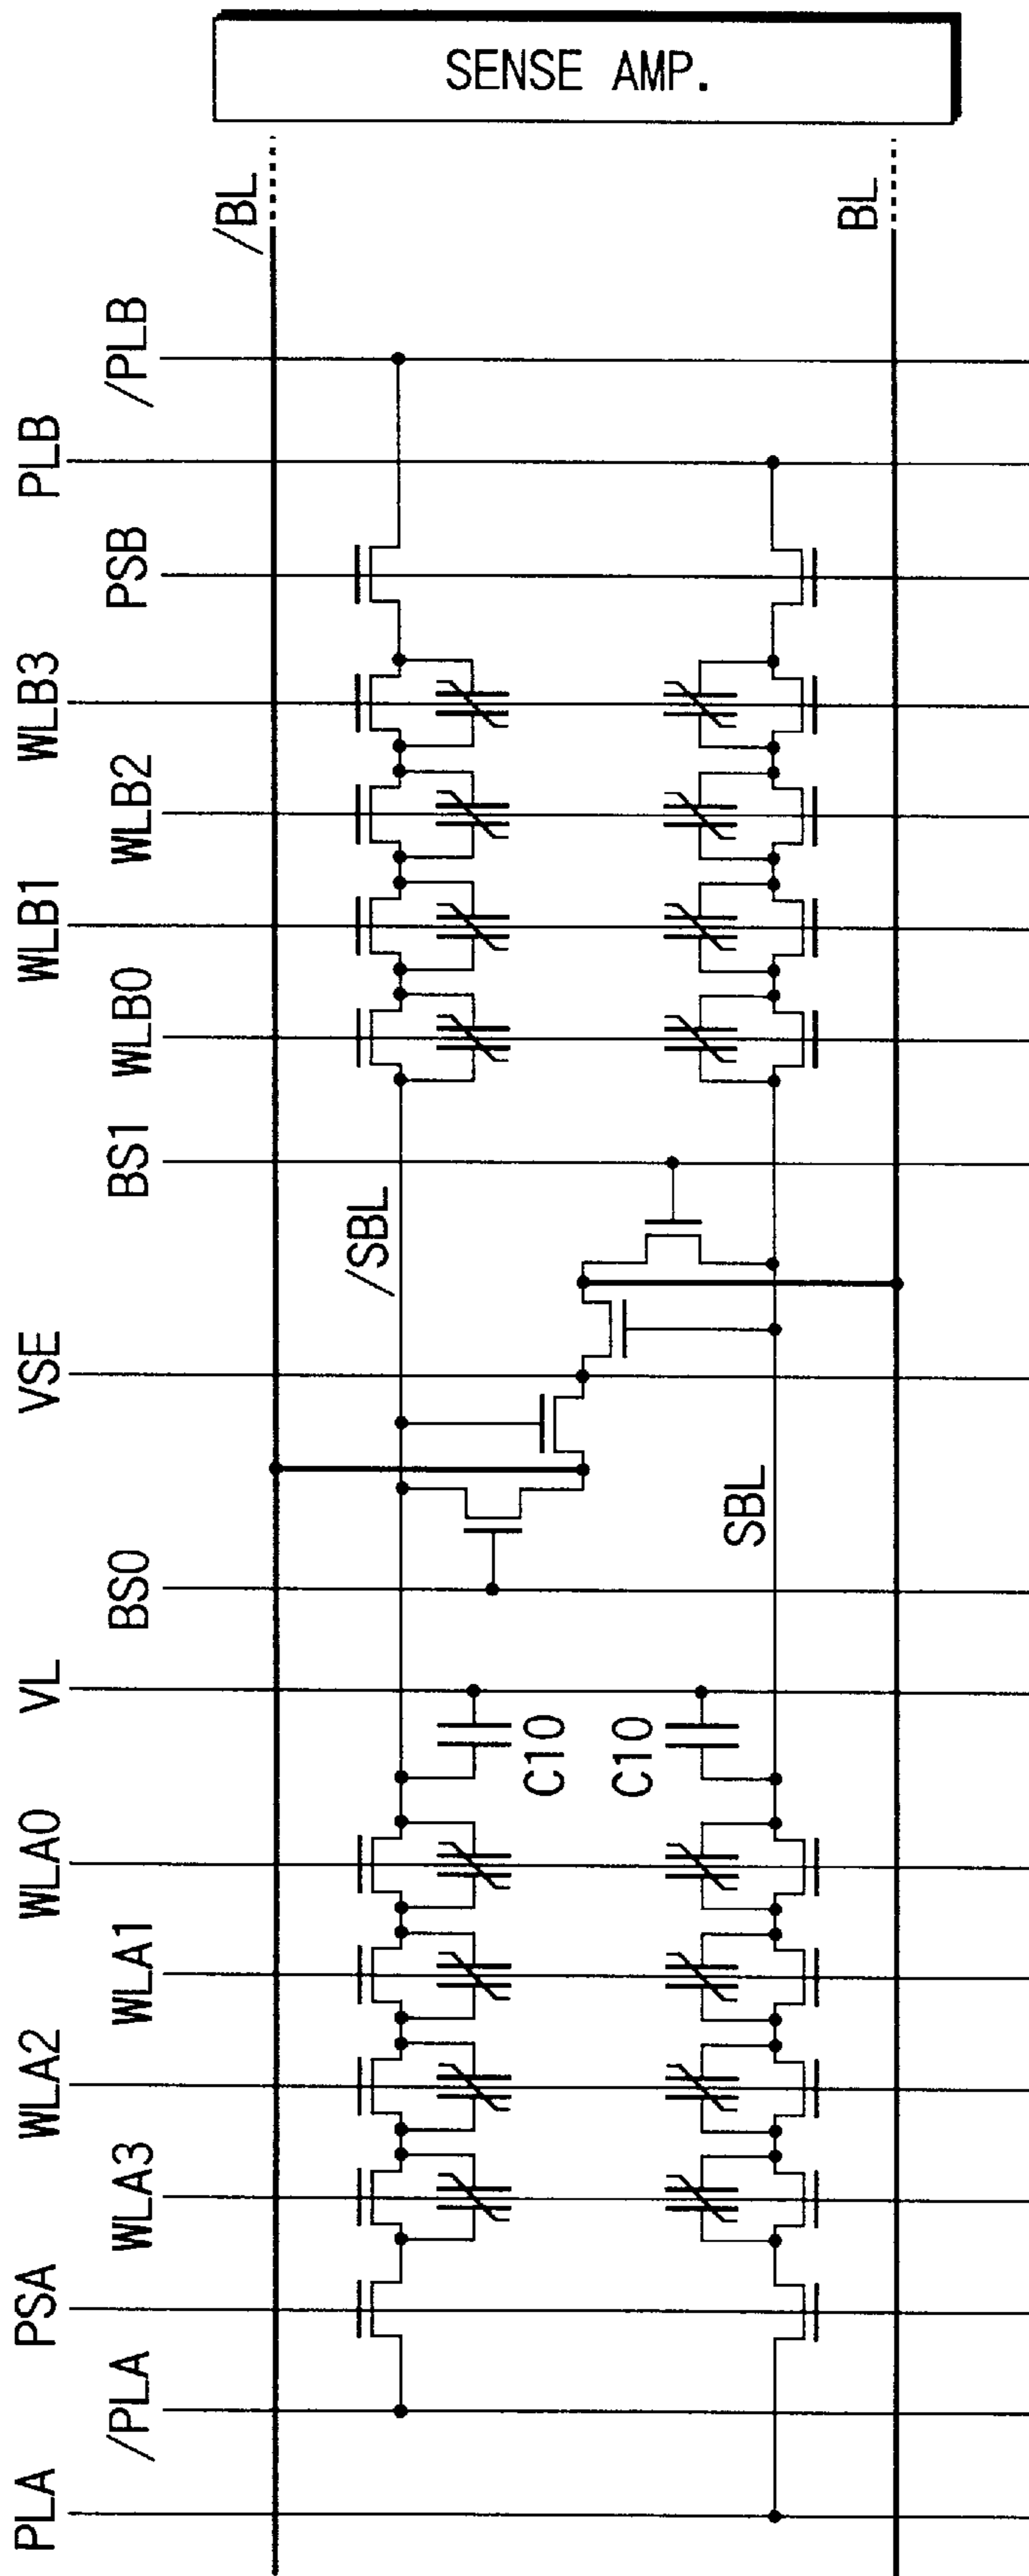 SENSE AMP.
/BL
BL
/PLB
PLB
PSB
WLB3
WLB2
WLB1
WLB0
BS1
/SBL
VSE
SBL
BS0
VL
C10
C10
WLA0
WLA1
WLA2
WLA3
PSA
/PLA
PLA